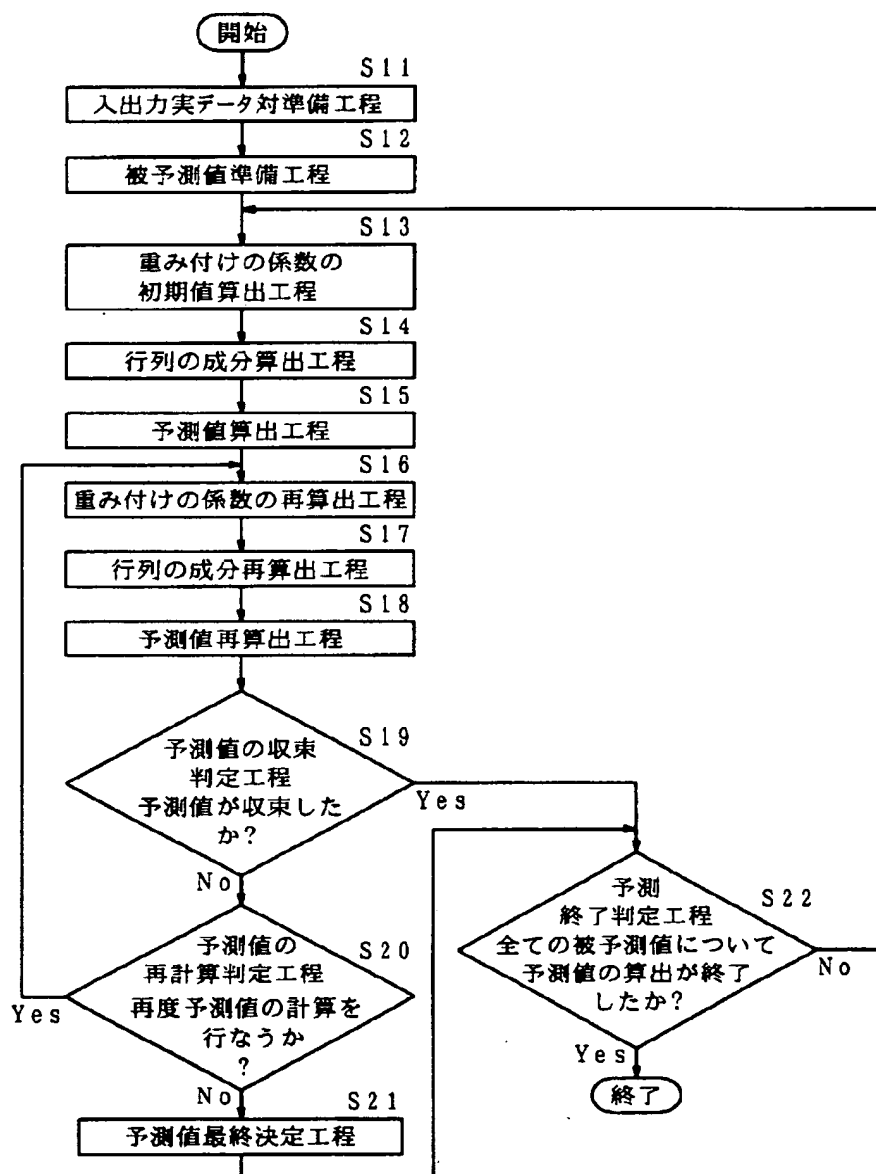 開始
S11
入出力実データ対準備工程
S12
被予測値準備工程
S13
重み付けの係数の
初期値算出工程
S14
行列の成分算出工程
S15
予測値算出工程
S16
重み付けの係数の再算出工程
S17
行列の成分再算出工程
S18
予測値再算出工程
S19
予測値の収束
判定工程
予測値が収束した
か?
Yes
No
S20
予測値の
再計算判定工程
再度予測値の計算を
行なうか
?
Yes
No
S21
予測値最終決定工程
S22
予測
終了判定工程
全ての被予測値について
予測値の算出が終了
したか?
No
Yes
終了